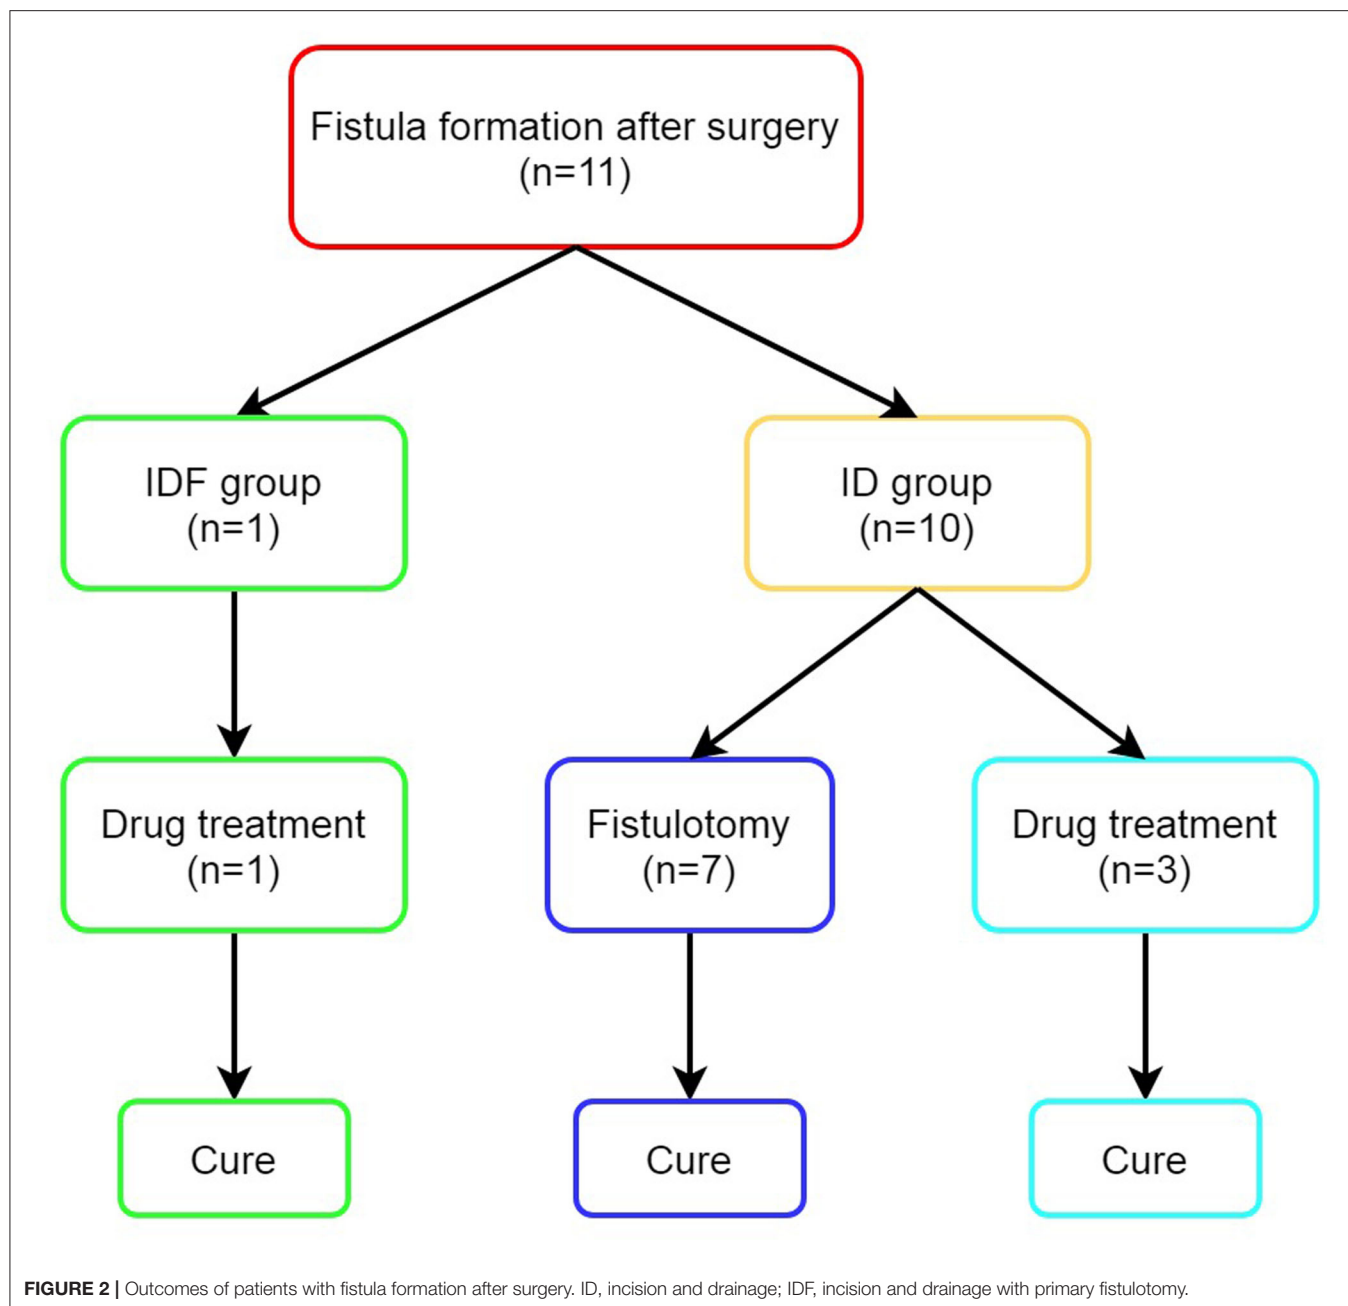 Fistula formation after surgery
(n=11)
IDF group
(n=1)
ID group
(n=10)
Drug treatment
(n=1)
Fistulotomy
(n=7)
Drug treatment
(n=3)
Cure
Cure
Cure
FIGURE 2 | Outcomes of patients with fistula formation after surgery. ID, incision and drainage; IDF, incision and drainage with primary fistulotomy.